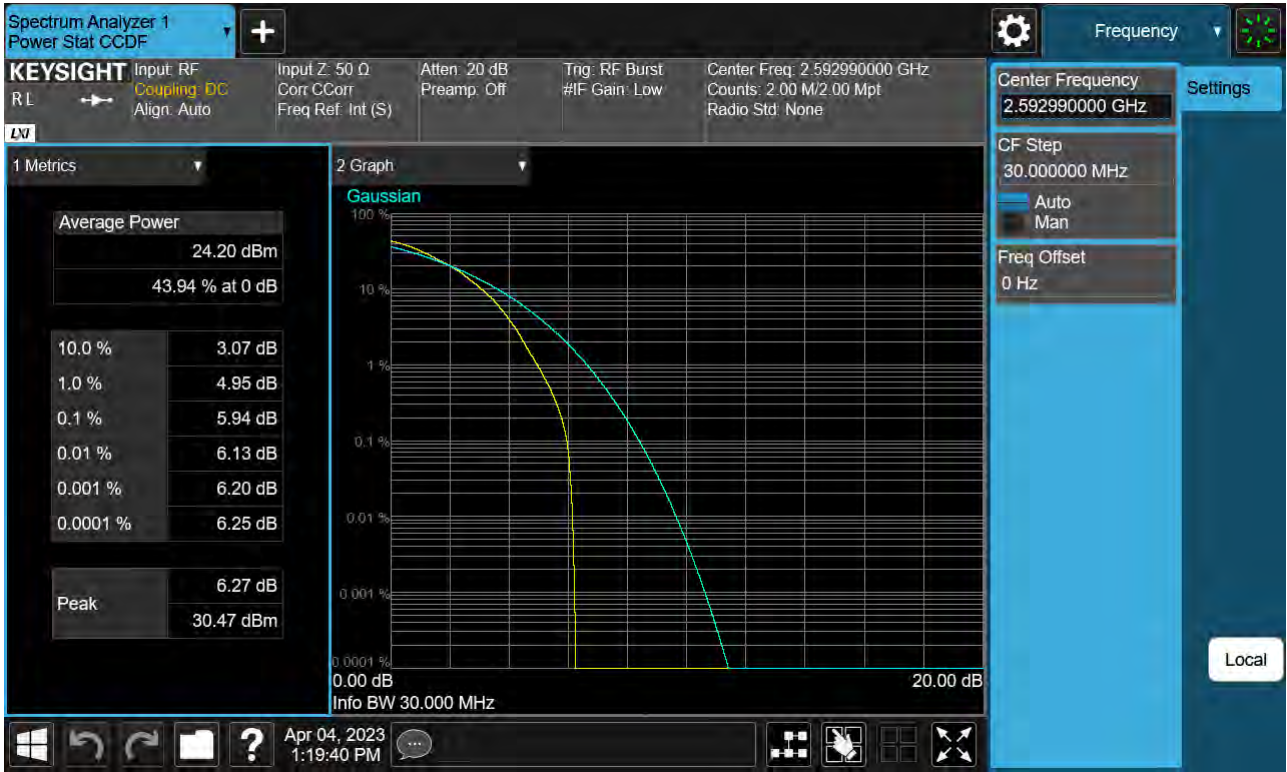 Spectrum Analyzer 1
Power Stat CCDF
Frequency
KEYSIGHT
RL
LXI
Input: RF
Coupling: DC
Align: Auto
Input Z: 50 Ω
Corr CCorr
Freq Ref: Int (S)
Atten: 20 dB
Preamp: Off
Trig: RF Burst
#IF Gain: Low
Center Freq: 2.592990000 GHz
Counts: 2.00 M/2.00 Mpt
Radio Std: None
Center Frequency
2.592990000 GHz
Settings
CF Step
30.000000 MHz
Auto
Man
Freq Offset
0 Hz
Local
1 Metrics
Average Power
24.20 dBm
43.94 % at 0 dB
10.0 % 3.07 dB
1.0 % 4.95 dB
0.1 % 5.94 dB
0.01 % 6.13 dB
0.001 % 6.20 dB
0.0001 % 6.25 dB
Peak 6.27 dB
30.47 dBm
2 Graph
Gaussian
100 %
10 %
1 %
0.1 %
0.01 %
0.001 %
0.0001 %
0.00 dB 20.00 dB
Info BW 30.000 MHz
?
Apr 04, 2023
1:19:40 PM